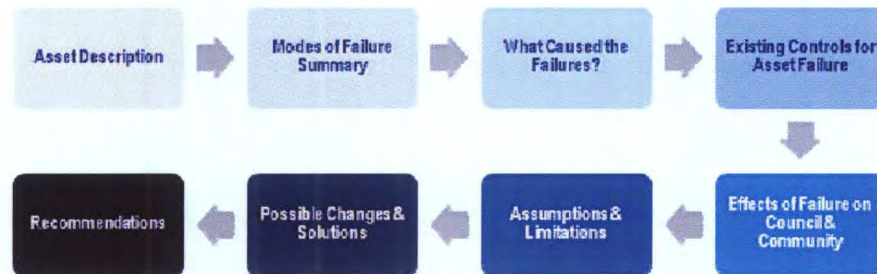 Asset Description
Modes of Failure
Summary
What Caused the
Failures?
Existing Controls for
Asset Failure
Effects of Failure on
Council &
Community
Assumptions &
Limitations
Possible Changes &
Solutions
Recommendations